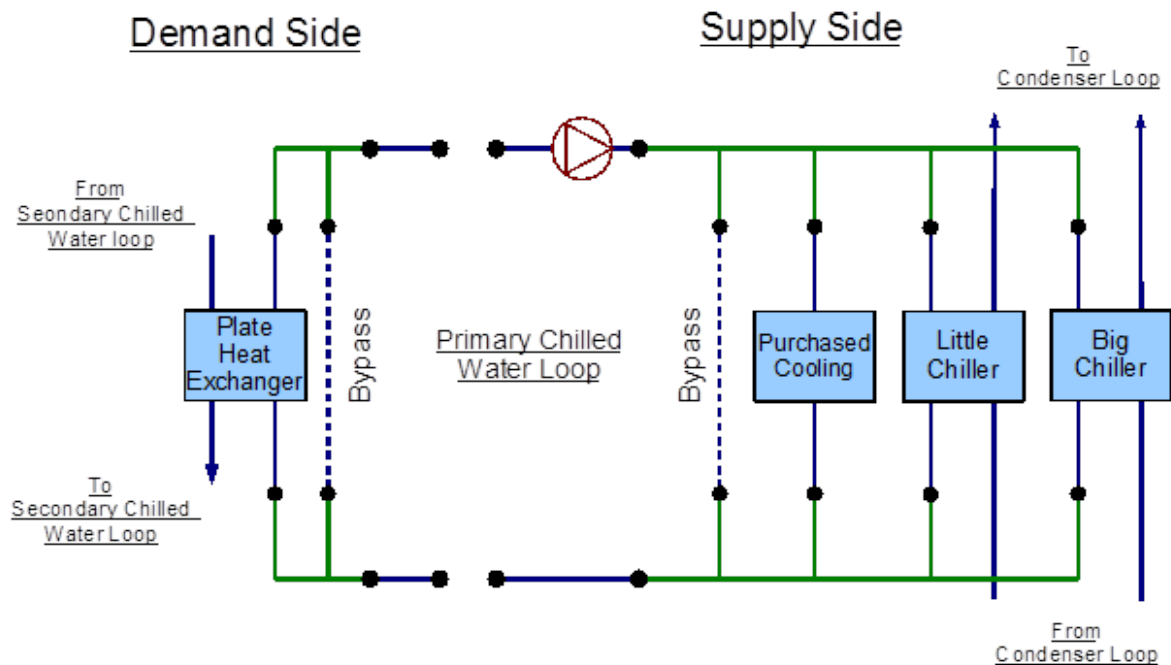 Demand Side
Supply Side
To
Condenser Loop
From
Seondary Chilled
Water loop
Plate
Heat
Exchanger
Bypass
Primary Chilled
Water Loop
Bypass
Purchased
Cooling
Little
Chiller
Big
Chiller
To
Secondary Chilled
Water Loop
From
Condenser Loop